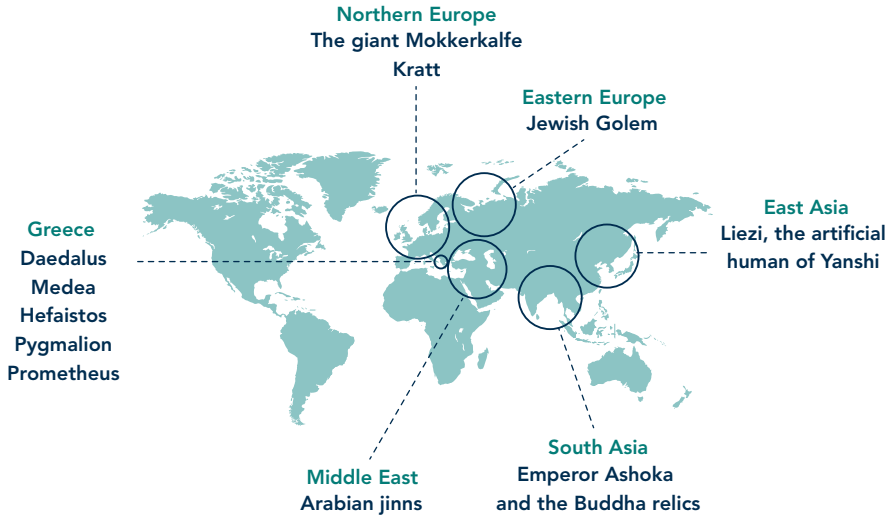 Northern Europe
The giant Mokkerkalfe
Kratt
Eastern Europe
Jewish Golem
East Asia
Liezi, the artificial
human of Yanshi
Greece
Daedalus
Medea
Hefaistos
Pygmalion
Prometheus
South Asia
Emperor Ashoka
and the Buddha relics
Middle East
Arabian jinns